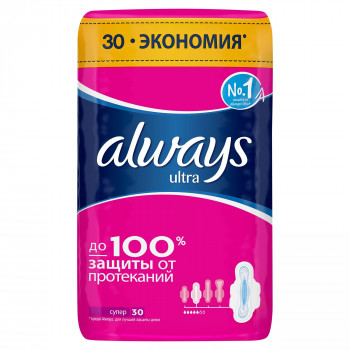 30 • ЭКОНОМИЯ*
No.1
always
ultra
до 100%
защиты от
протеканий
супер 30